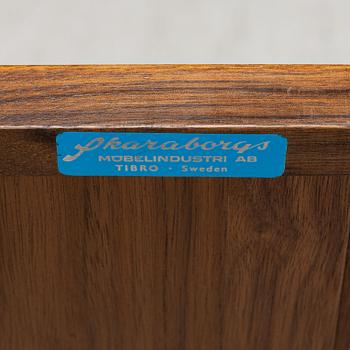 Skaraborgs
MÖBELINDUSTRI AB
TIBRO · Sweden